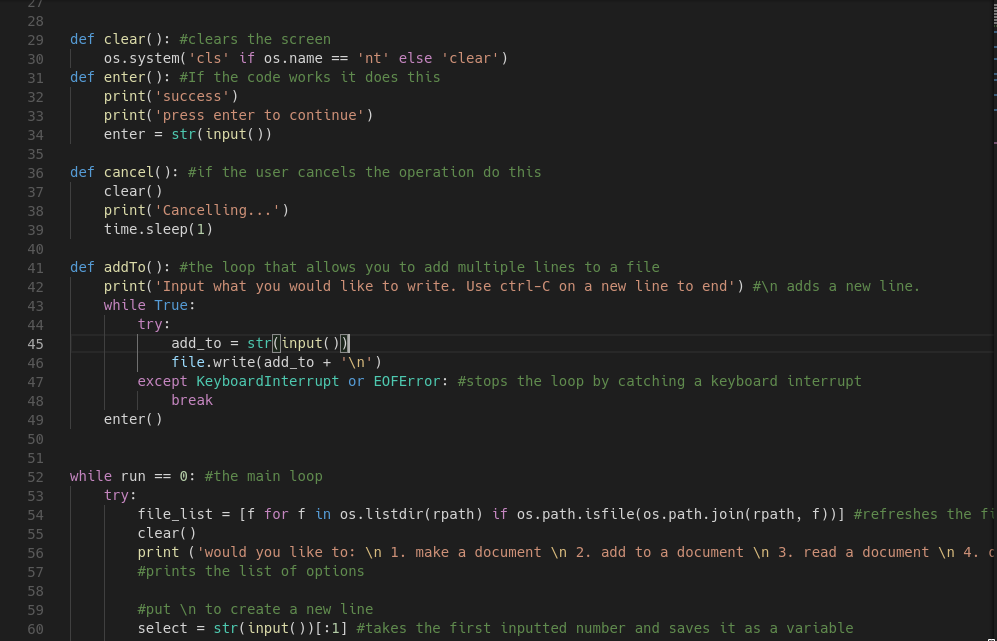 27
28
29 def clear(): #clears the screen
30     os.system('cls' if os.name == 'nt' else 'clear')
31 def enter(): #If the code works it does this
32     print('success')
33     print('press enter to continue')
34     enter = str(input())
35
36 def cancel(): #if the user cancels the operation do this
37     clear()
38     print('Cancelling...')
39     time.sleep(1)
40
41 def addTo(): #the loop that allows you to add multiple lines to a file
42     print('Input what you would like to write. Use ctrl-C on a new line to end') #\n adds a new line.
43     while True:
44         try:
45             add_to = str(input())
46             file.write(add_to + '\n')
47         except KeyboardInterrupt or EOFError: #stops the loop by catching a keyboard interrupt
48             break
49     enter()
50
51
52 while run == 0: #the main loop
53     try:
54         file_list = [f for f in os.listdir(rpath) if os.path.isfile(os.path.join(rpath, f))] #refreshes the
55         clear()
56         print ('would you like to: \n 1. make a document \n 2. add to a document \n 3. read a document \n 4.
57         #prints the list of options
58
59         #put \n to create a new line
60         select = str(input())[:1] #takes the first inputted number and saves it as a variable